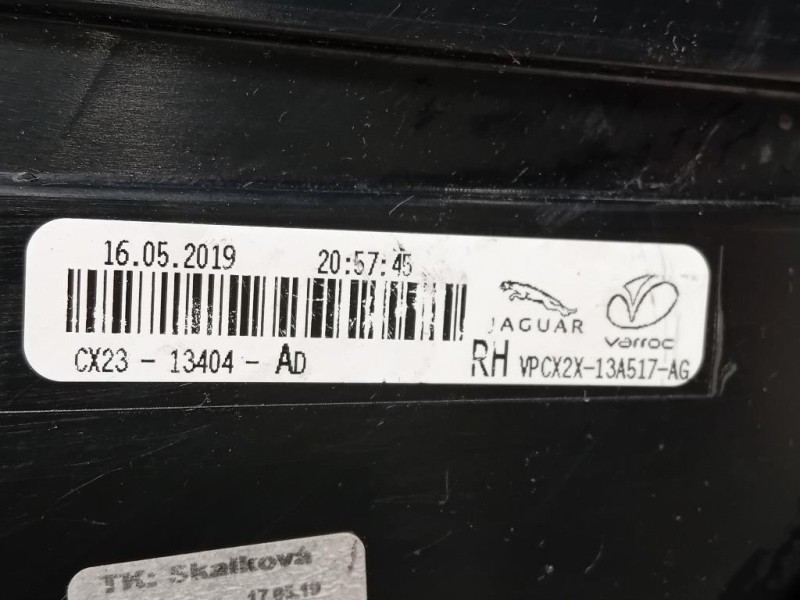 16.05.2019 20:57:45
JAGUAR varroc
CX23 - 13404 - AD RH VPCX2X-13A517-AG
TK: Skalková
17.05.19